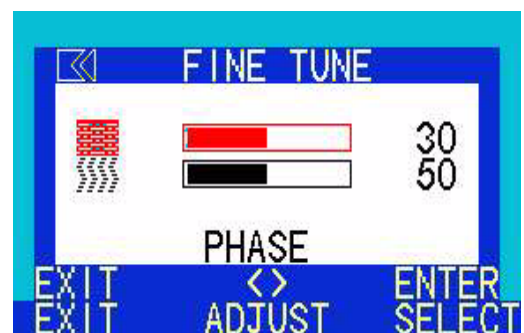 FINE TUNE
30
50
PHASE
EXIT <> ENTER
EXIT ADJUST SELECT